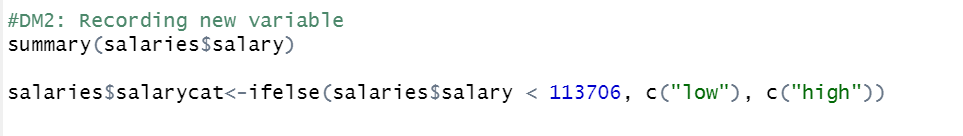 #DM2: Recording new variable
summary(salaries$salary)
salaries$salarycat<-ifelse(salaries$salary < 113706, c("low"), c("high"))